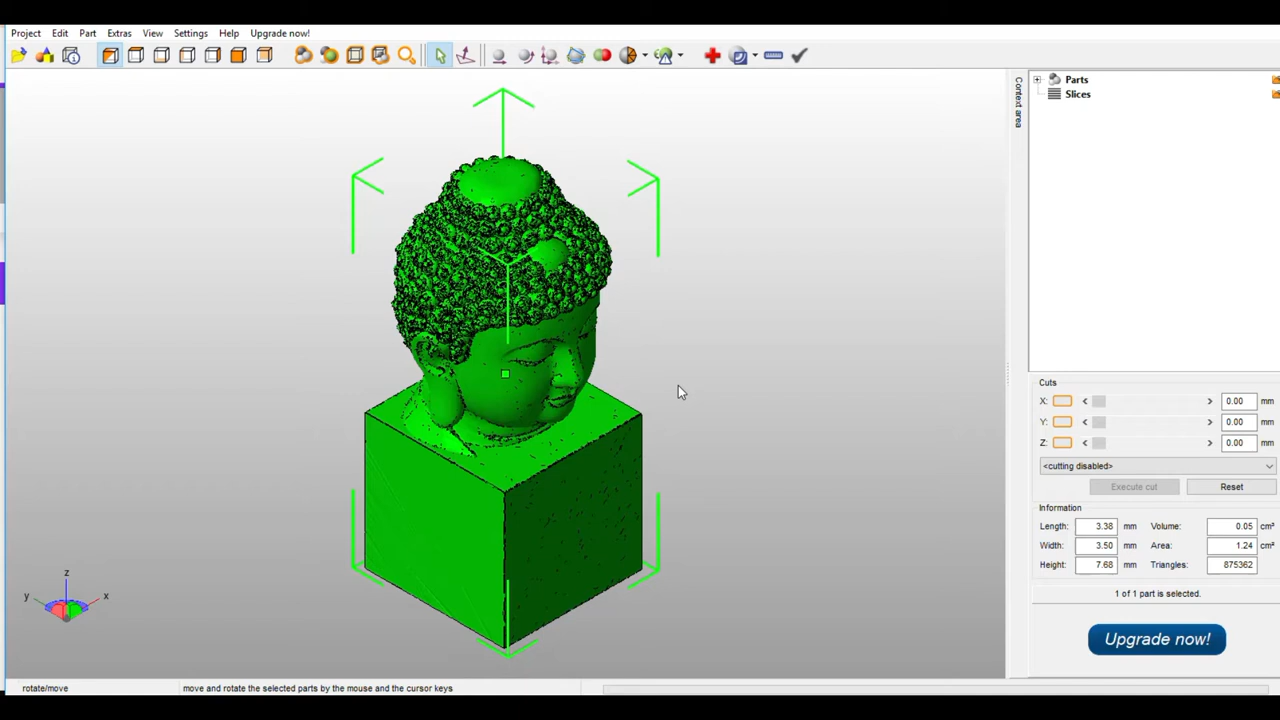 Project Edit Part Extras View Settings Help Upgrade now!
Context area
Parts
Slices
Cuts
X: < > 0.00 mm
Y: < > 0.00 mm
Z: < > 0.00 mm
<cutting disabled>
Execute cut Reset
Information
Length: 3.38 mm Volume: 0.05 cm³
Width: 3.50 mm Area: 1.24 cm²
Height: 7.68 mm Triangles: 875362
1 of 1 part is selected.
Upgrade now!
z
y x
rotate/move move and rotate the selected parts by the mouse and the cursor keys